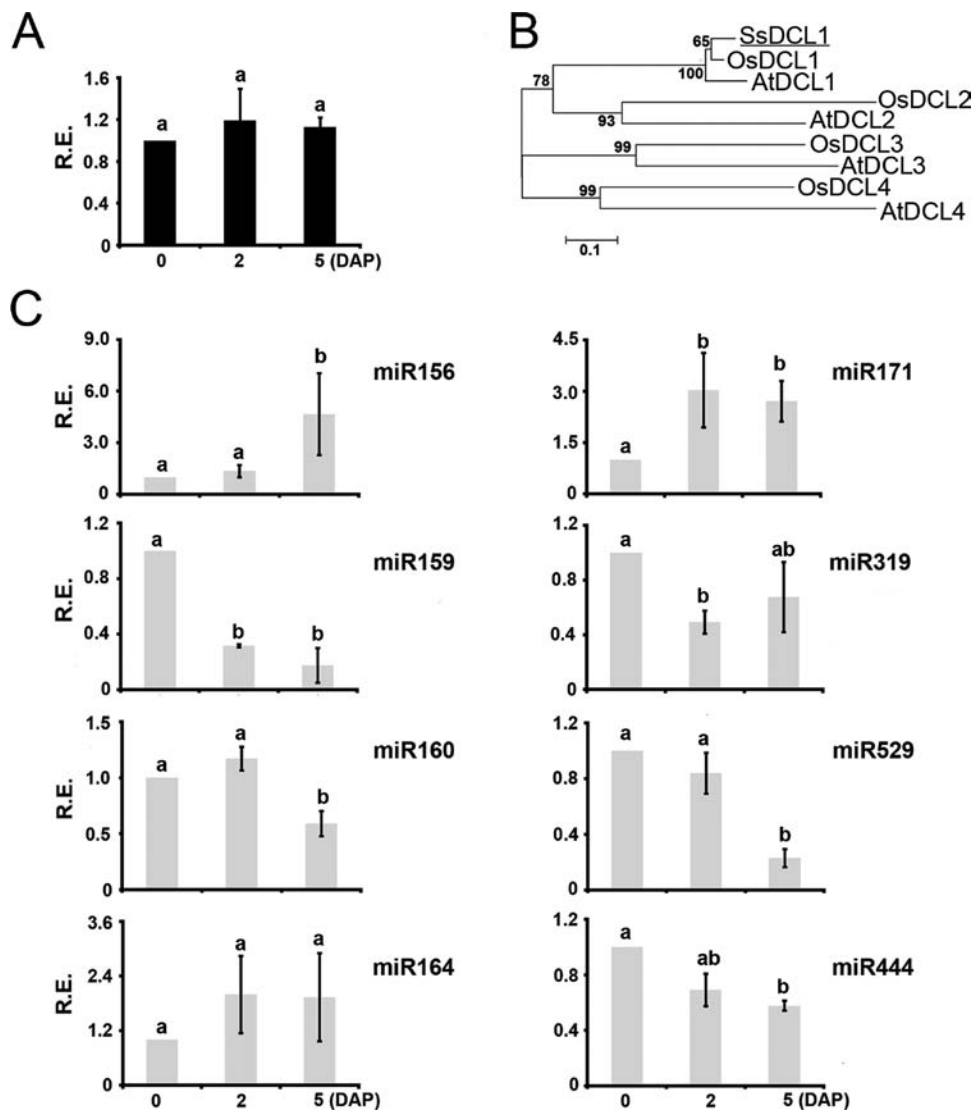 A
R.E.
1.6
1.2
0.8
0.4
0
a
a
a
0 2 5 (DAP)
B
SsDCL1
OsDCL1
AtDCL1
OsDCL2
AtDCL2
OsDCL3
AtDCL3
OsDCL4
AtDCL4
65
100
78
93
99
99
0.1
C
R.E.
9.0
6.0
3.0
0
a
a
b
miR156
4.5
3.0
1.5
0
a
b
b
miR171
R.E.
1.2
0.8
0.4
0
a
b
b
miR159
1.2
0.8
0.4
0
a
b
ab
miR319
R.E.
1.5
1.0
0.5
0
a
a
b
miR160
1.2
0.8
0.4
0
a
a
b
miR529
R.E.
3.6
2.4
1.2
0
a
a
a
miR164
0 2 5 (DAP)
1.2
0.8
0.4
0
a
ab
b
miR444
0 2 5 (DAP)